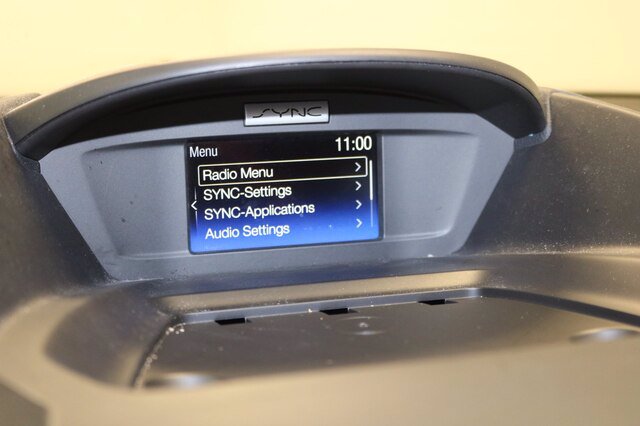 SYNC
Menu 11:00
Radio Menu
SYNC-Settings
SYNC-Applications
Audio Settings